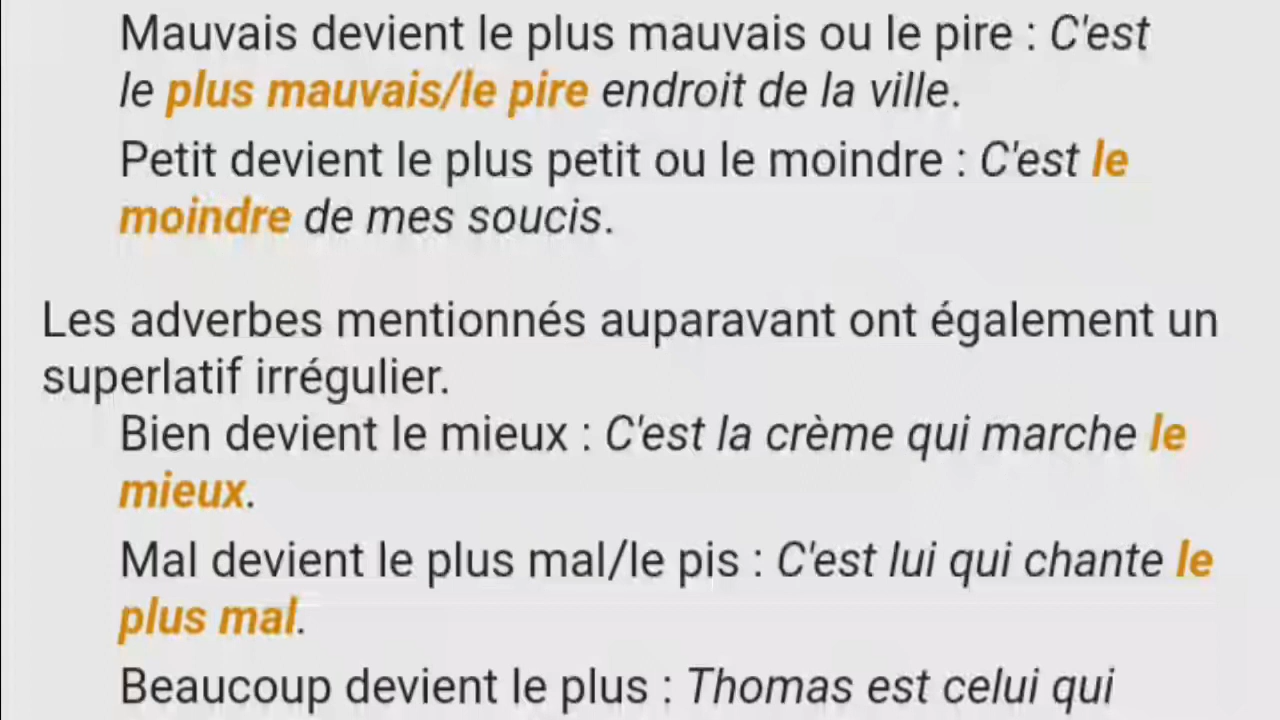 Mauvais devient le plus mauvais ou le pire : C'est
le plus mauvais/le pire endroit de la ville.
Petit devient le plus petit ou le moindre : C'est le
moindre de mes soucis.
Les adverbes mentionnés auparavant ont également un
superlatif irrégulier.
Bien devient le mieux : C'est la crème qui marche le
mieux.
Mal devient le plus mal/le pis : C'est lui qui chante le
plus mal.
Beaucoup devient le plus : Thomas est celui qui